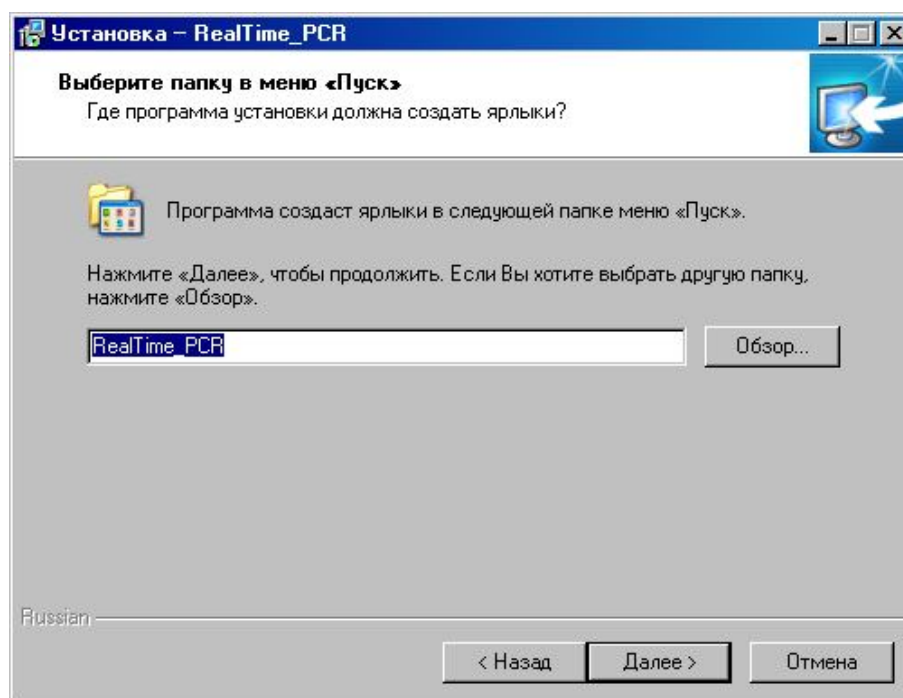 Установка – RealTime_PCR
Выберите папку в меню «Пуск»
Где программа установки должна создать ярлыки?
Программа создаст ярлыки в следующей папке меню «Пуск».
Нажмите «Далее», чтобы продолжить. Если Вы хотите выбрать другую папку,
нажмите «Обзор».
RealTime_PCR
Обзор...
Russian
< Назад
Далее >
Отмена